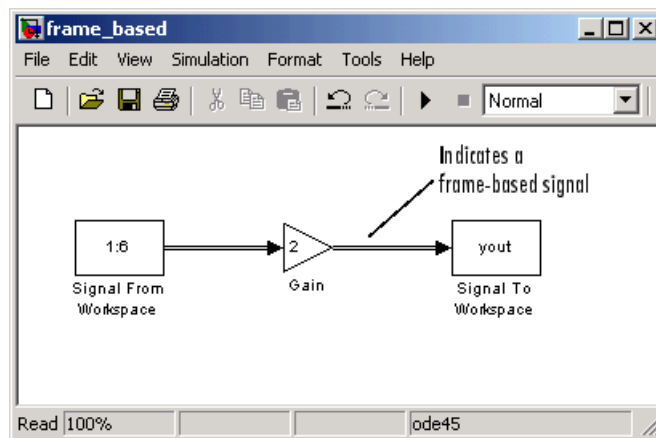 frame_based
File Edit View Simulation Format Tools Help
Normal
Indicates a
frame-based signal
1:6
2
yout
Signal From
Workspace
Gain
Signal To
Workspace
Read 100% ode45